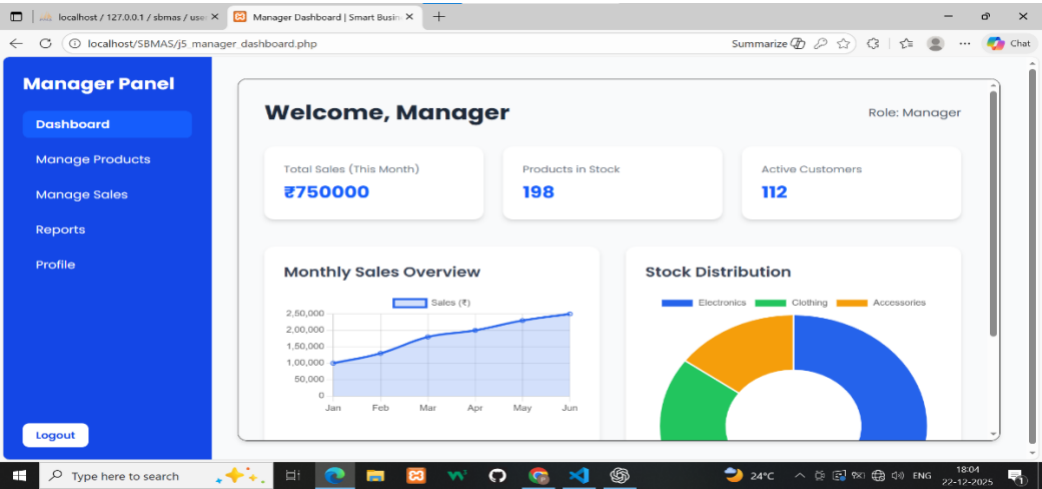 localhost / 127.0.0.1 / sbmas / use
Manager Dashboard | Smart Busin
localhost/SBMAS/j5_manager_dashboard.php
Summarize
Chat
Manager Panel
Dashboard
Manage Products
Manage Sales
Reports
Profile
Logout
Welcome, Manager
Role: Manager
Total Sales (This Month)
₹750000
Products in Stock
198
Active Customers
112
Monthly Sales Overview
Sales (₹)
2,50,000
2,00,000
1,50,000
1,00,000
50,000
0
Jan Feb Mar Apr May Jun
Stock Distribution
Electronics Clothing Accessories
Type here to search
24°C
ENG
18:04
22-12-2025